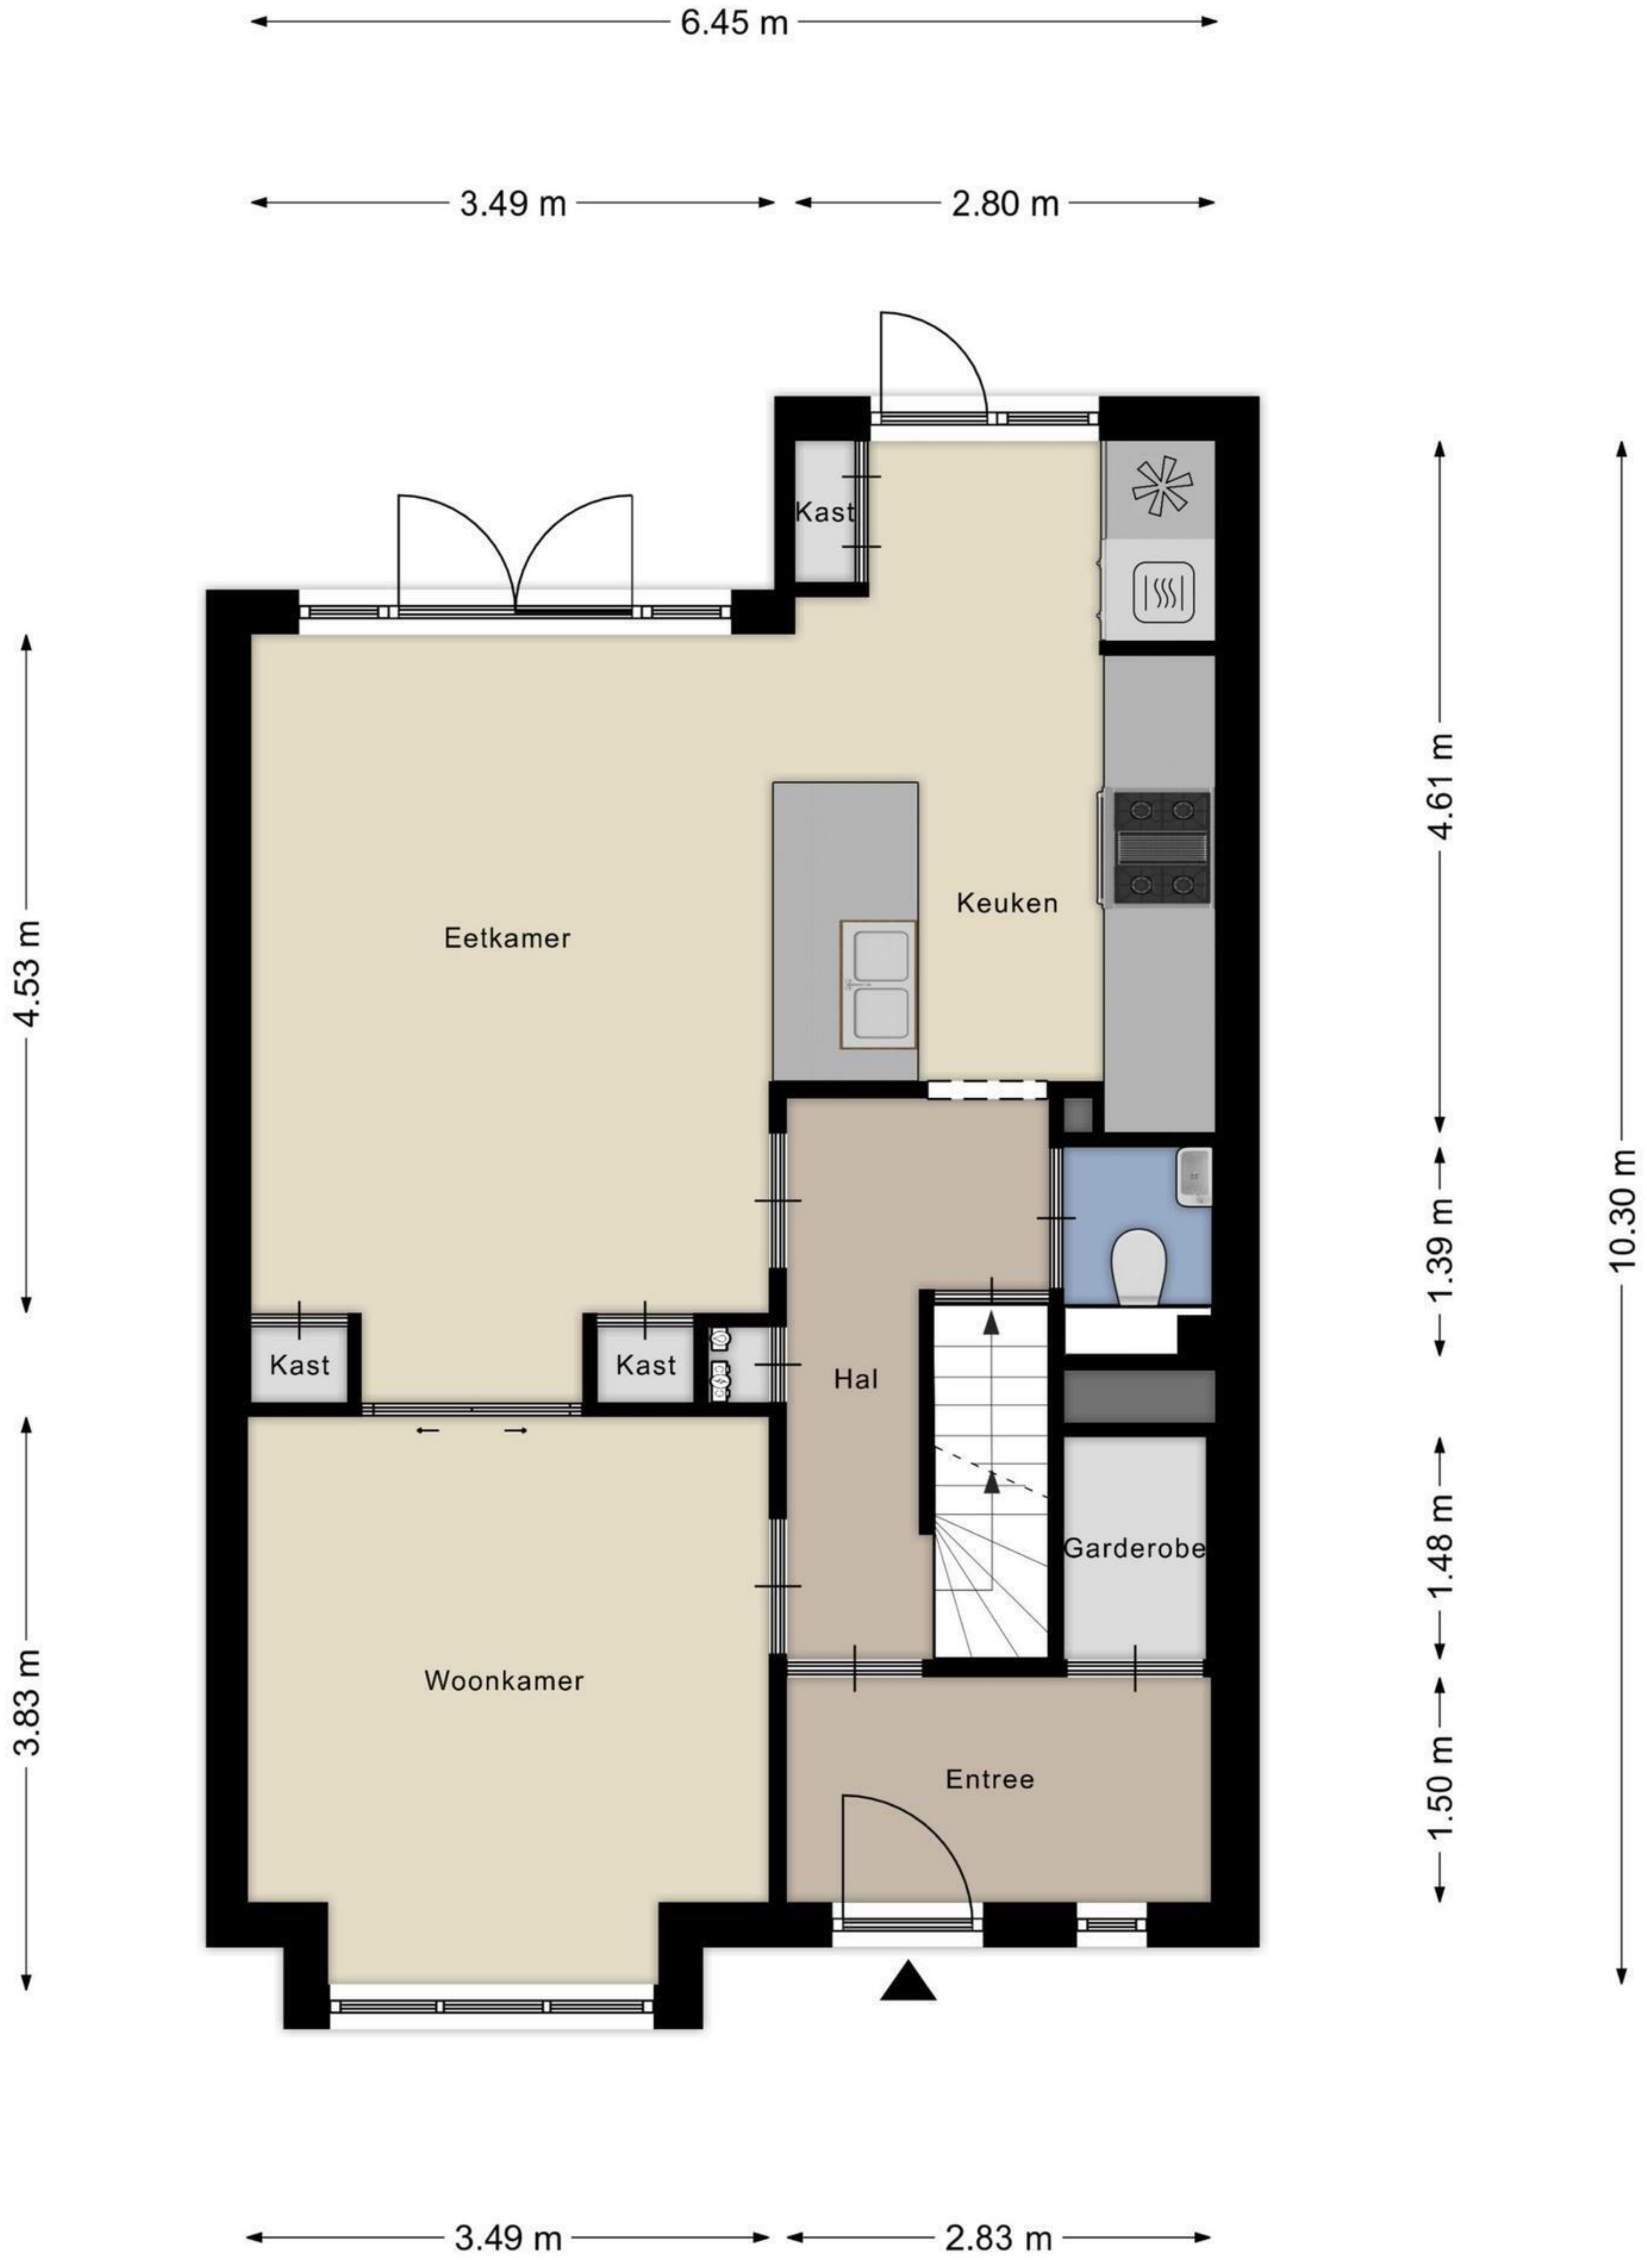 6.45 m
3.49 m
2.80 m
Kast
4.61 m
Keuken
Eetkamer
4.53 m
1.39 m
10.30 m
Kast
Kast
Hal
1.48 m
Garderobe
Woonkamer
3.83 m
Entree
1.50 m
3.49 m
2.83 m